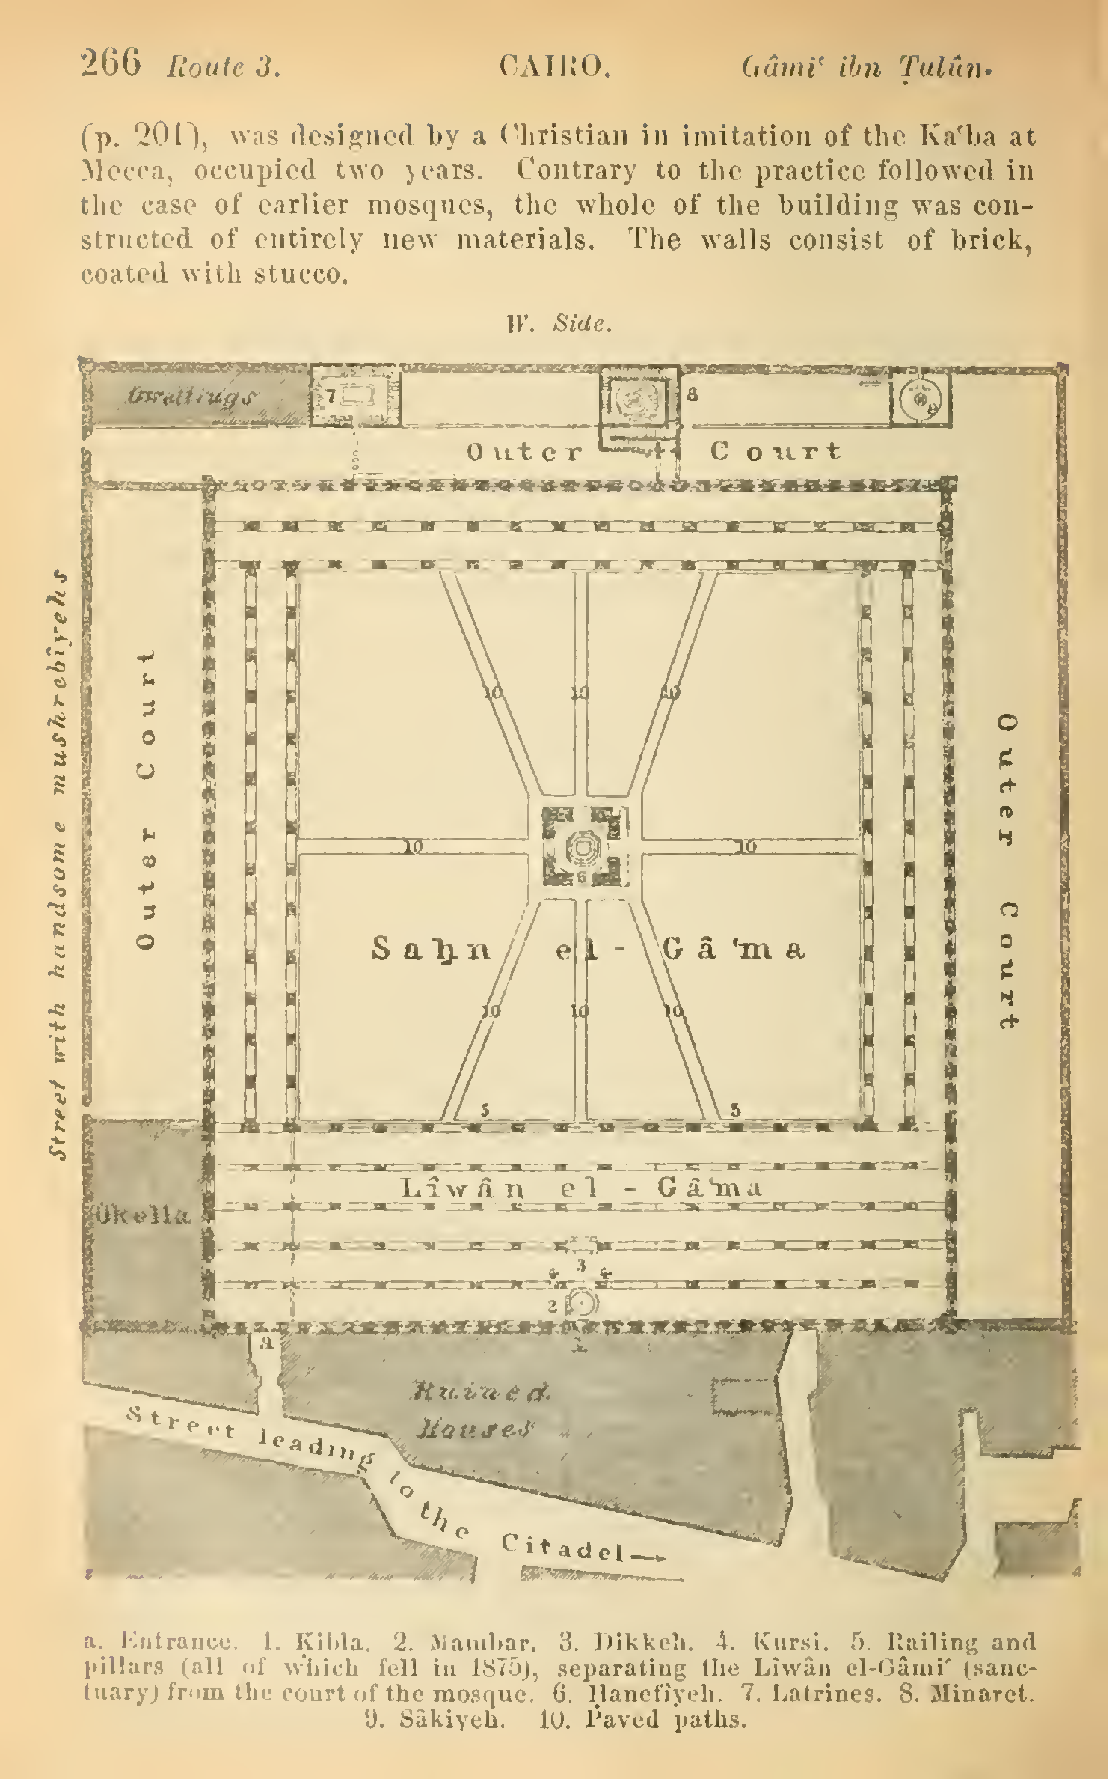 266 Route 3. CAIRO. Gâmiʿ ibn Ṭulûn.
(p. 201), was designed by a Christian in imitation of the Kaʿba at
Mecca, occupied two years. Contrary to the practice followed in
the case of earlier mosques, the whole of the building was con-
structed of entirely new materials. The walls consist of brick,
coated with stucco.
W. Side.
Dwellings
7
8
9
Outer Court
Street with handsome mushrebîyehs
Outer Court
Outer Court
10 10 10
10 10
6
Saḥn el-Gâʿma
10 10 10
5 5
Lîwân el-Gâʿma
Okella
4 3 4
2
1
a
Ruined
Houses
Street leading to the Citadel
a. Entrance. 1. Ḳibla. 2. Mambar. 3. Dikkeh. 4. Kursi. 5. Railing and
pillars (all of which fell in 1875), separating the Lîwân el-Gâmiʿ (sanc-
tuary) from the court of the mosque. 6. Hanefîyeh. 7. Latrines. 8. Minaret.
9. Sâkiyeh. 10. Paved paths.